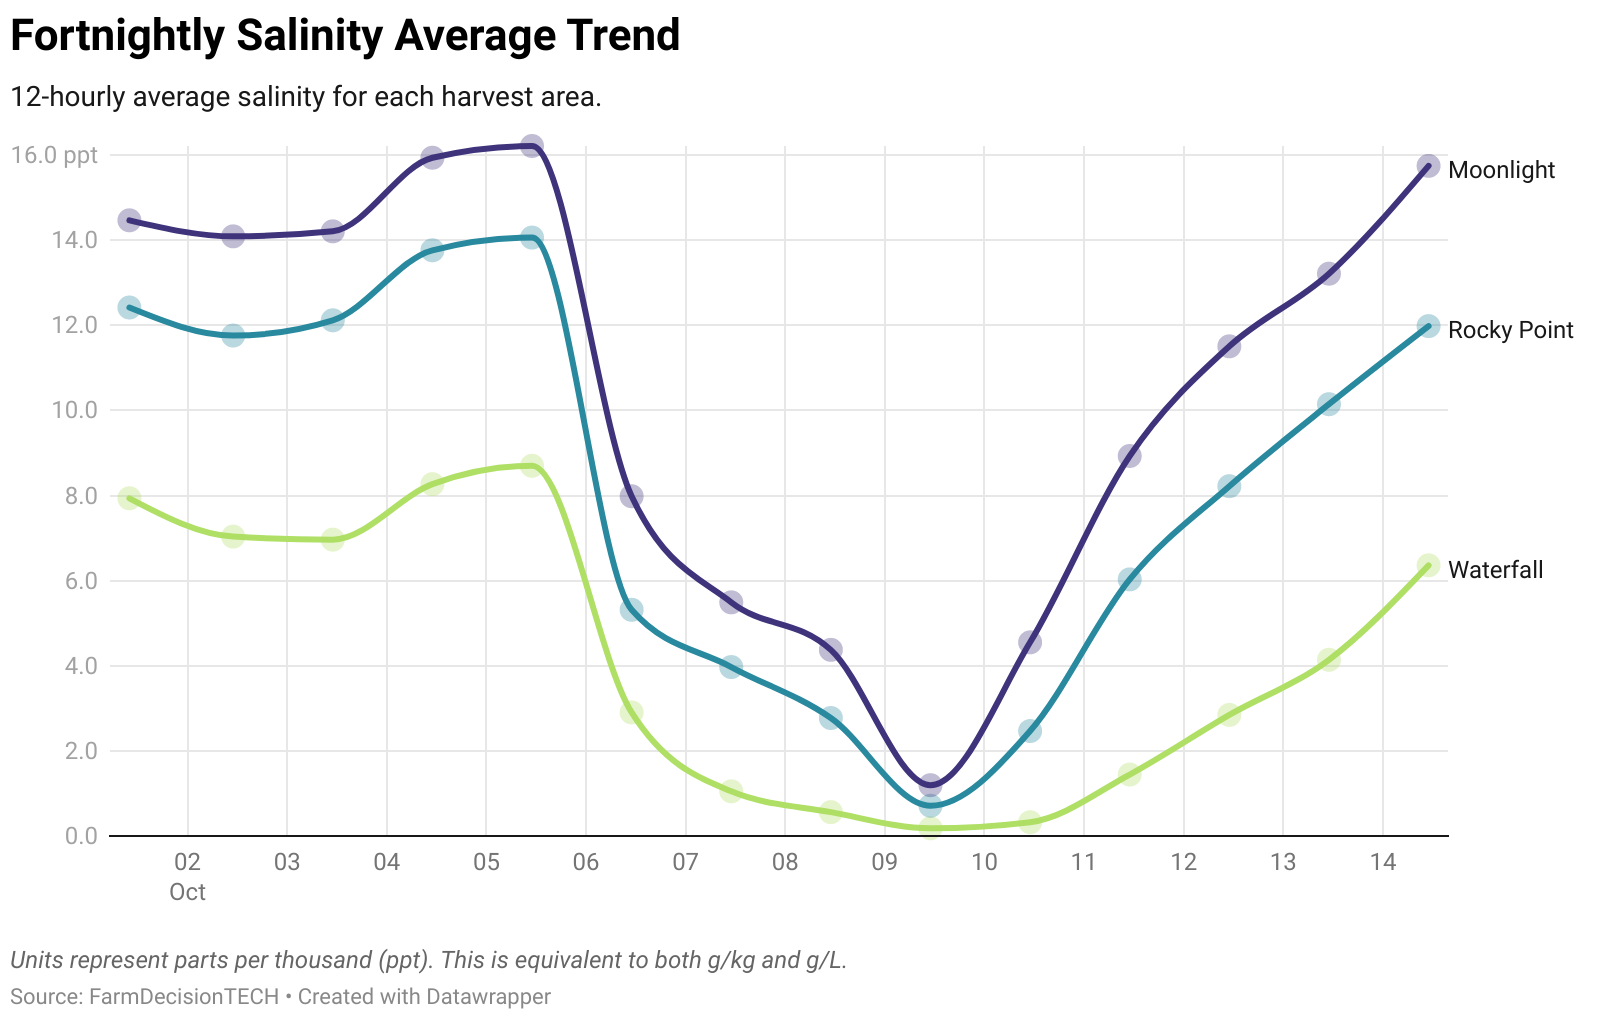 Fortnightly Salinity Average Trend
12-hourly average salinity for each harvest area.
16.0 ppt
14.0
12.0
10.0
8.0
6.0
4.0
2.0
0.0
Moonlight
Rocky Point
Waterfall
02 03 04 05 06 07 08 09 10 11 12 13 14
Oct
Units represent parts per thousand (ppt). This is equivalent to both g/kg and g/L.
Source: FarmDecisionTECH • Created with Datawrapper